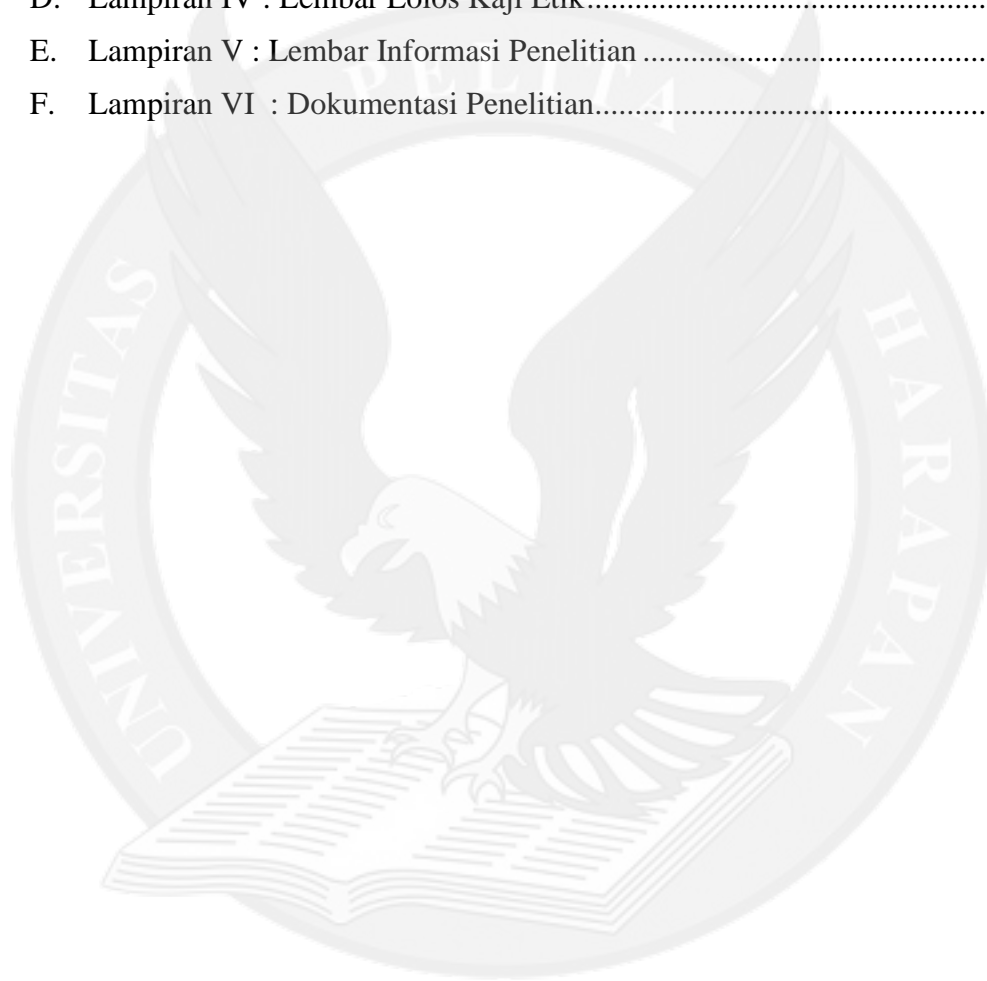 D. Lampiran IV : Lembar Lolos Kaji Etik..........................................................
E. Lampiran V : Lembar Informasi Penelitian ..........................................
F. Lampiran VI  : Dokumentasi Penelitian................................................
UNIVERSITAS PELITA HARAPAN